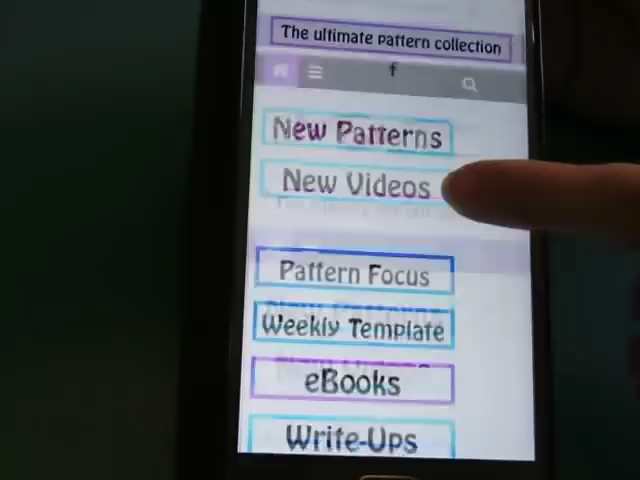 The ultimate pattern collection
f
New Patterns
New Videos
Pattern Focus
Weekly Template
eBooks
Write-Ups